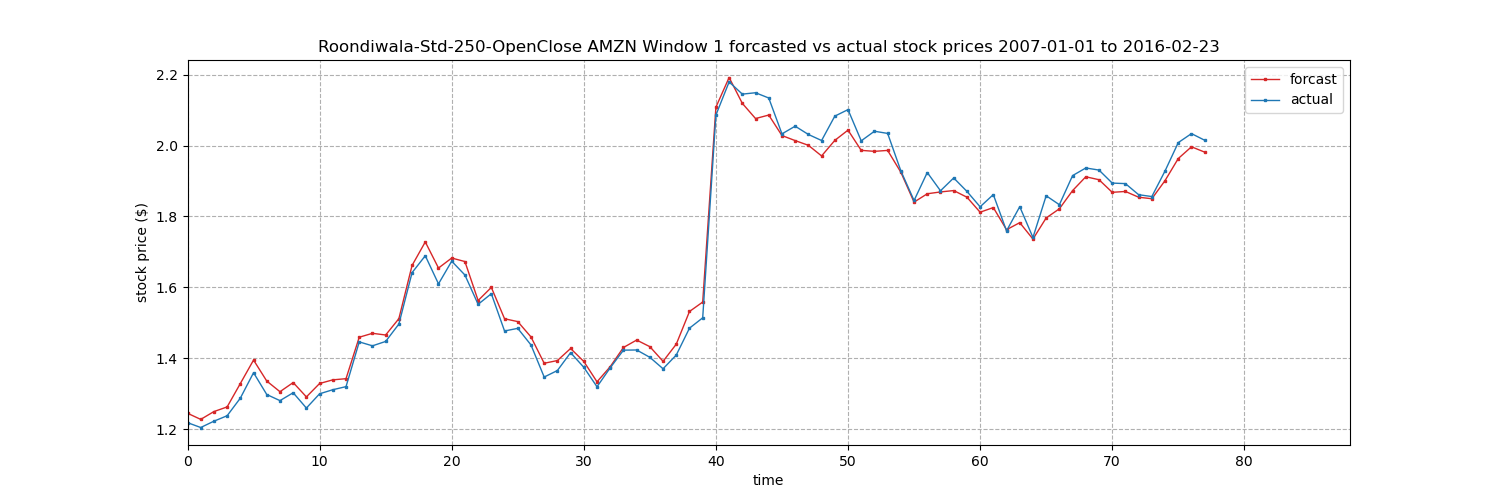 Roondiwala-Std-250-OpenClose AMZN Window 1 forcasted vs actual stock prices 2007-01-01 to 2016-02-23
forcast
actual
stock price ($)
2.2
2.0
1.8
1.6
1.4
1.2
0 10 20 30 40 50 60 70 80
time